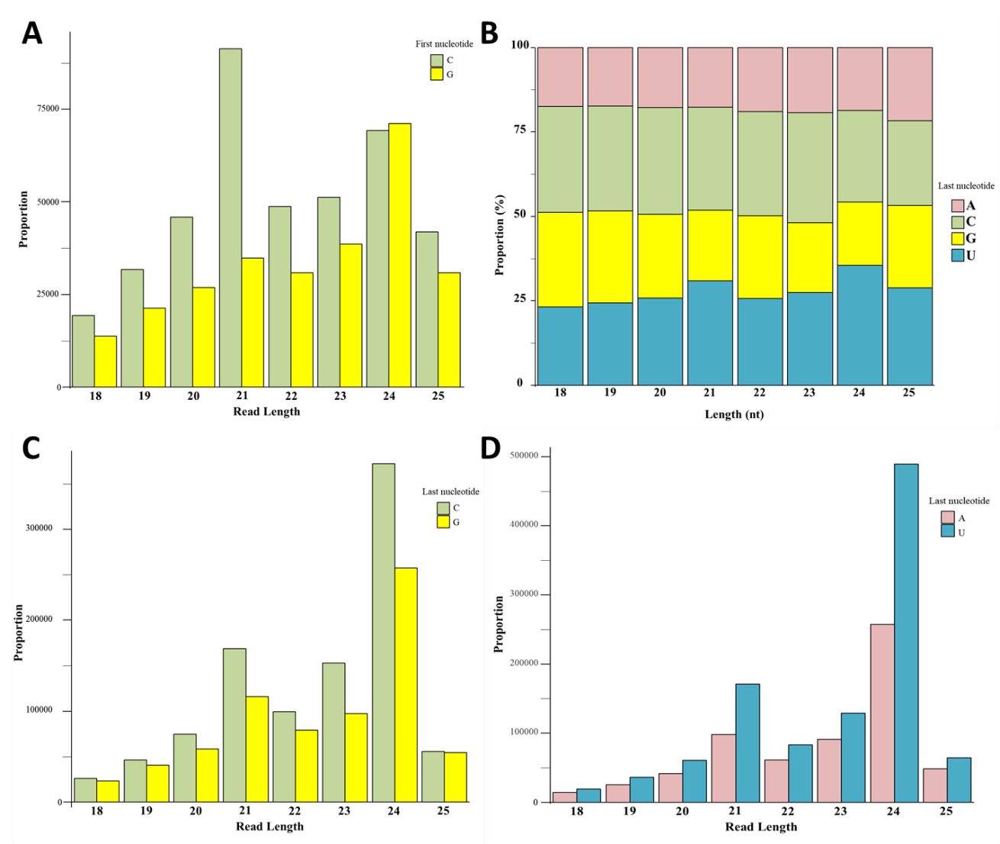 A
First nucleotide
C
G
75000
50000
25000
0
Proportion
18 19 20 21 22 23 24 25
Read Length
B
100
75
50
25
0
Proportion (%)
Last nucleotide
A
C
G
U
18 19 20 21 22 23 24 25
Length (nt)
C
Last nucleotide
C
G
300000
200000
100000
0
Proportion
18 19 20 21 22 23 24 25
Read Length
D
500000
400000
300000
200000
100000
0
Proportion
Last nucleotide
A
U
18 19 20 21 22 23 24 25
Read Length